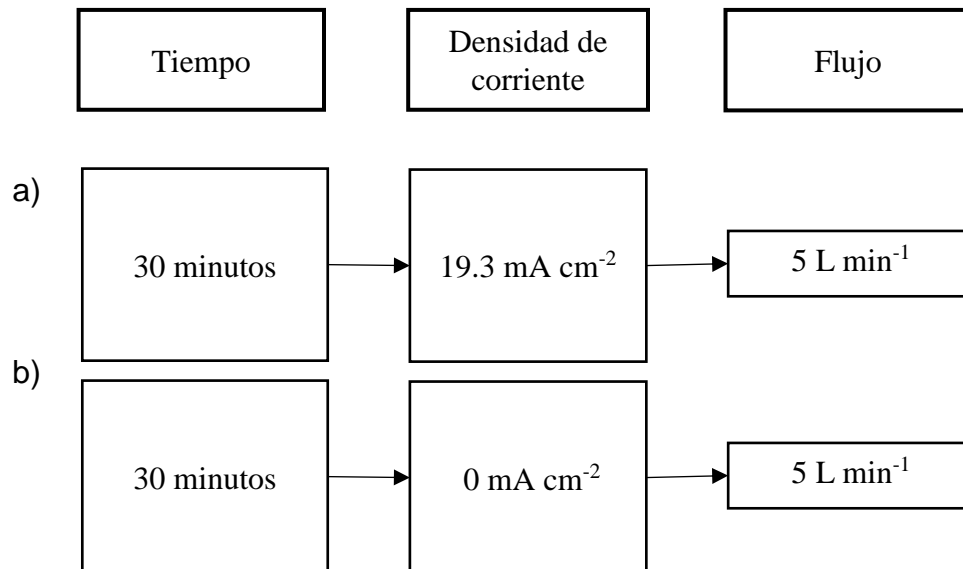 Tiempo
Densidad de
corriente
Flujo
a)
30 minutos
19.3 mA cm⁻²
5 L min⁻¹
b)
30 minutos
0 mA cm⁻²
5 L min⁻¹